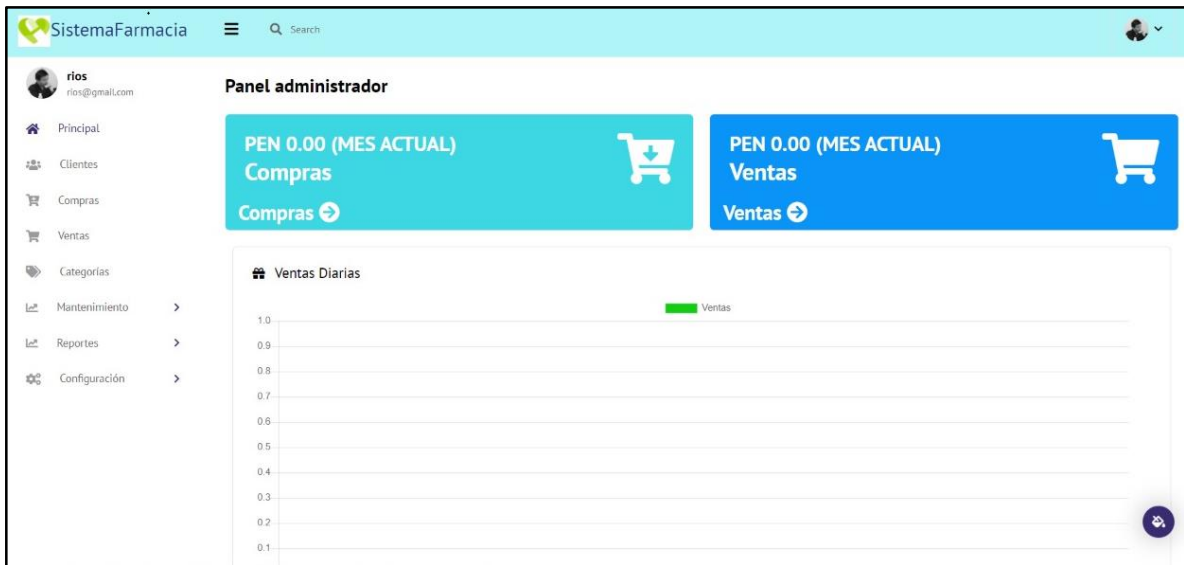 SistemaFarmacia
Search
rios
rios@gmail.com
Principal
Clientes
Compras
Ventas
Categorías
Mantenimiento
Reportes
Configuración
Panel administrador
PEN 0.00 (MES ACTUAL)
Compras
Compras
PEN 0.00 (MES ACTUAL)
Ventas
Ventas
Ventas Diarias
Ventas
1.0
0.9
0.8
0.7
0.6
0.5
0.4
0.3
0.2
0.1